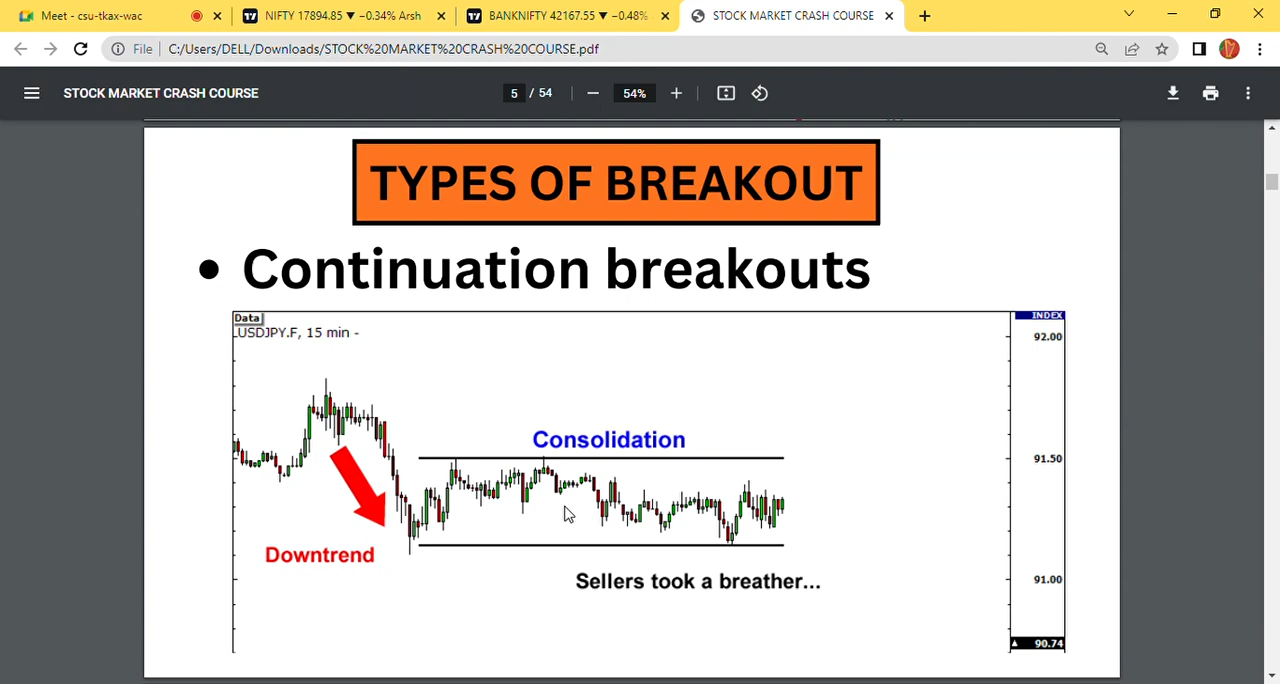 Meet - csu-tkax-wac
NIFTY 17894.85 ▼ −0.34% Arsh
BANKNIFTY 42167.55 ▼ −0.48%
STOCK MARKET CRASH COURSE
File
C:/Users/DELL/Downloads/STOCK%20MARKET%20CRASH%20COURSE.pdf
STOCK MARKET CRASH COURSE
5 / 54
54%
TYPES OF BREAKOUT
• Continuation breakouts
Data
USDJPY.F, 15 min -
INDEX
92.00
Consolidation
91.50
Downtrend
Sellers took a breather...
91.00
90.74